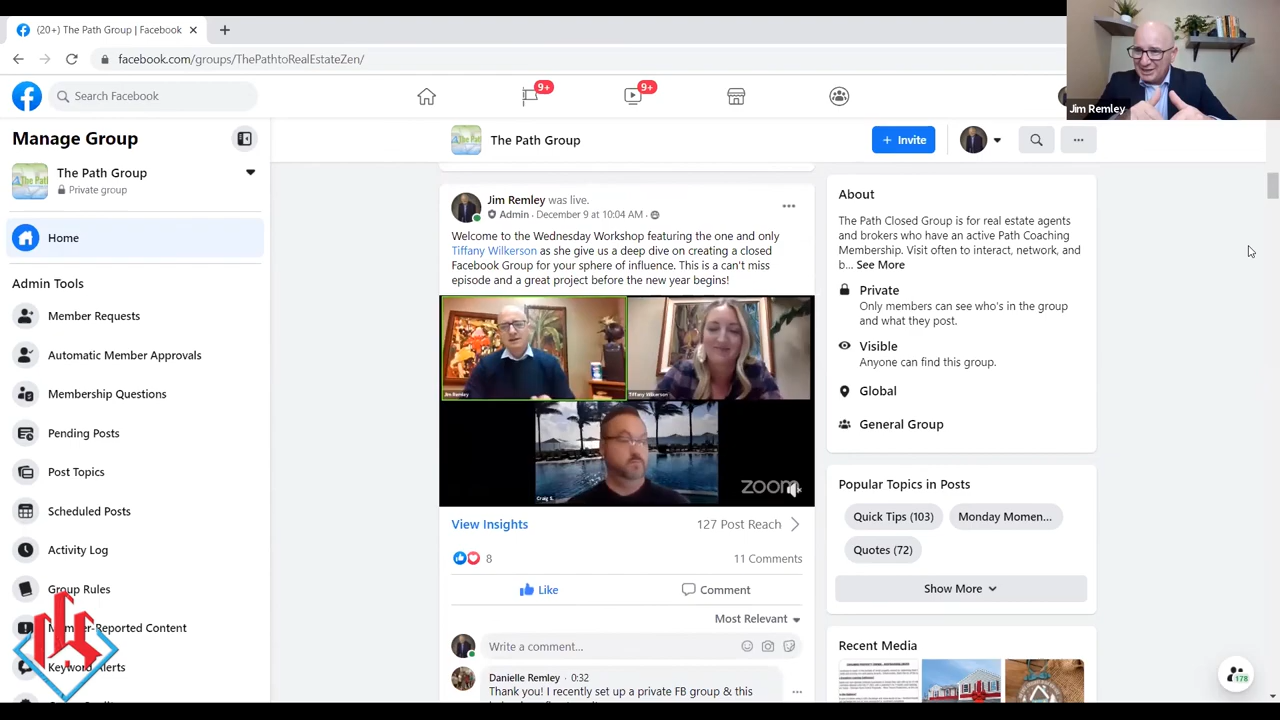 (20+) The Path Group | Facebook
facebook.com/groups/ThePathtoRealEstateZen/
Jim Remley
Search Facebook
9+
9+
Manage Group
The Path Group
Private group
Home
Admin Tools
Member Requests
Automatic Member Approvals
Membership Questions
Pending Posts
Post Topics
Scheduled Posts
Activity Log
Group Rules
Member-Reported Content
Keyword Alerts
The Path Group
+ Invite
Jim Remley was live.
Admin · December 9 at 10:04 AM ·
Welcome to the Wednesday Workshop featuring the one and only
Tiffany Wilkerson as she give us a deep dive on creating a closed
Facebook Group for your sphere of influence. This is a can't miss
episode and a great project before the new year begins!
Jim Remley
Tiffany Wilkerson
Craig S.
zoom
View Insights
127 Post Reach
8
11 Comments
Like
Comment
Most Relevant
Write a comment...
Danielle Remley · 0:32
Thank you! I recently set up a private FB group & this
About
The Path Closed Group is for real estate agents
and brokers who have an active Path Coaching
Membership. Visit often to interact, network, and
b... See More
Private
Only members can see who's in the group
and what they post.
Visible
Anyone can find this group.
Global
General Group
Popular Topics in Posts
Quick Tips (103)
Monday Momen...
Quotes (72)
Show More
Recent Media
178